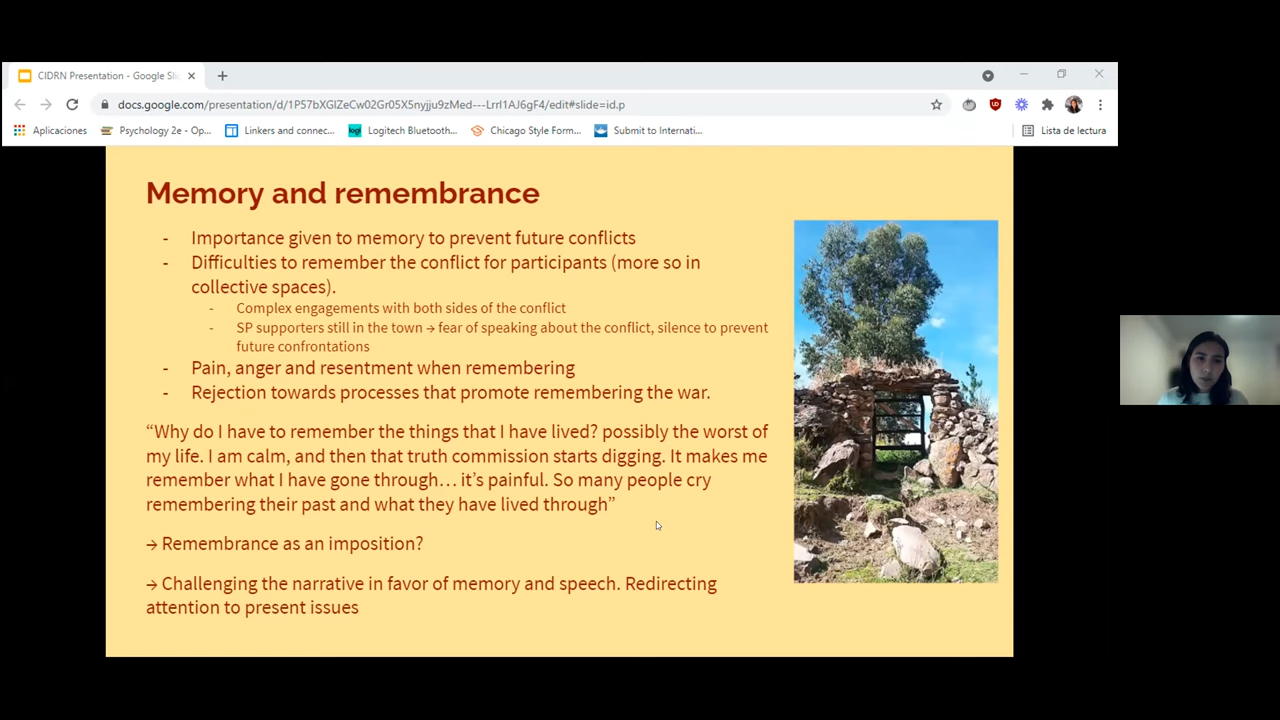 CIDRN Presentation - Google Sli
docs.google.com/presentation/d/1P57bXGlZeCw02Gr05X5nyjju9zMed---Lrrl1AJ6gF4/edit#slide=id.p
Aplicaciones
Psychology 2e - Op...
Linkers and connec...
logi
Logitech Bluetooth...
Chicago Style Form...
Submit to Internati...
Lista de lectura
Memory and remembrance
- Importance given to memory to prevent future conflicts
- Difficulties to remember the conflict for participants (more so in
collective spaces).
- Complex engagements with both sides of the conflict
- SP supporters still in the town → fear of speaking about the conflict, silence to prevent
future confrontations
- Pain, anger and resentment when remembering
- Rejection towards processes that promote remembering the war.
“Why do I have to remember the things that I have lived? possibly the worst of
my life. I am calm, and then that truth commission starts digging. It makes me
remember what I have gone through… it’s painful. So many people cry
remembering their past and what they have lived through”
→ Remembrance as an imposition?
→ Challenging the narrative in favor of memory and speech. Redirecting
attention to present issues